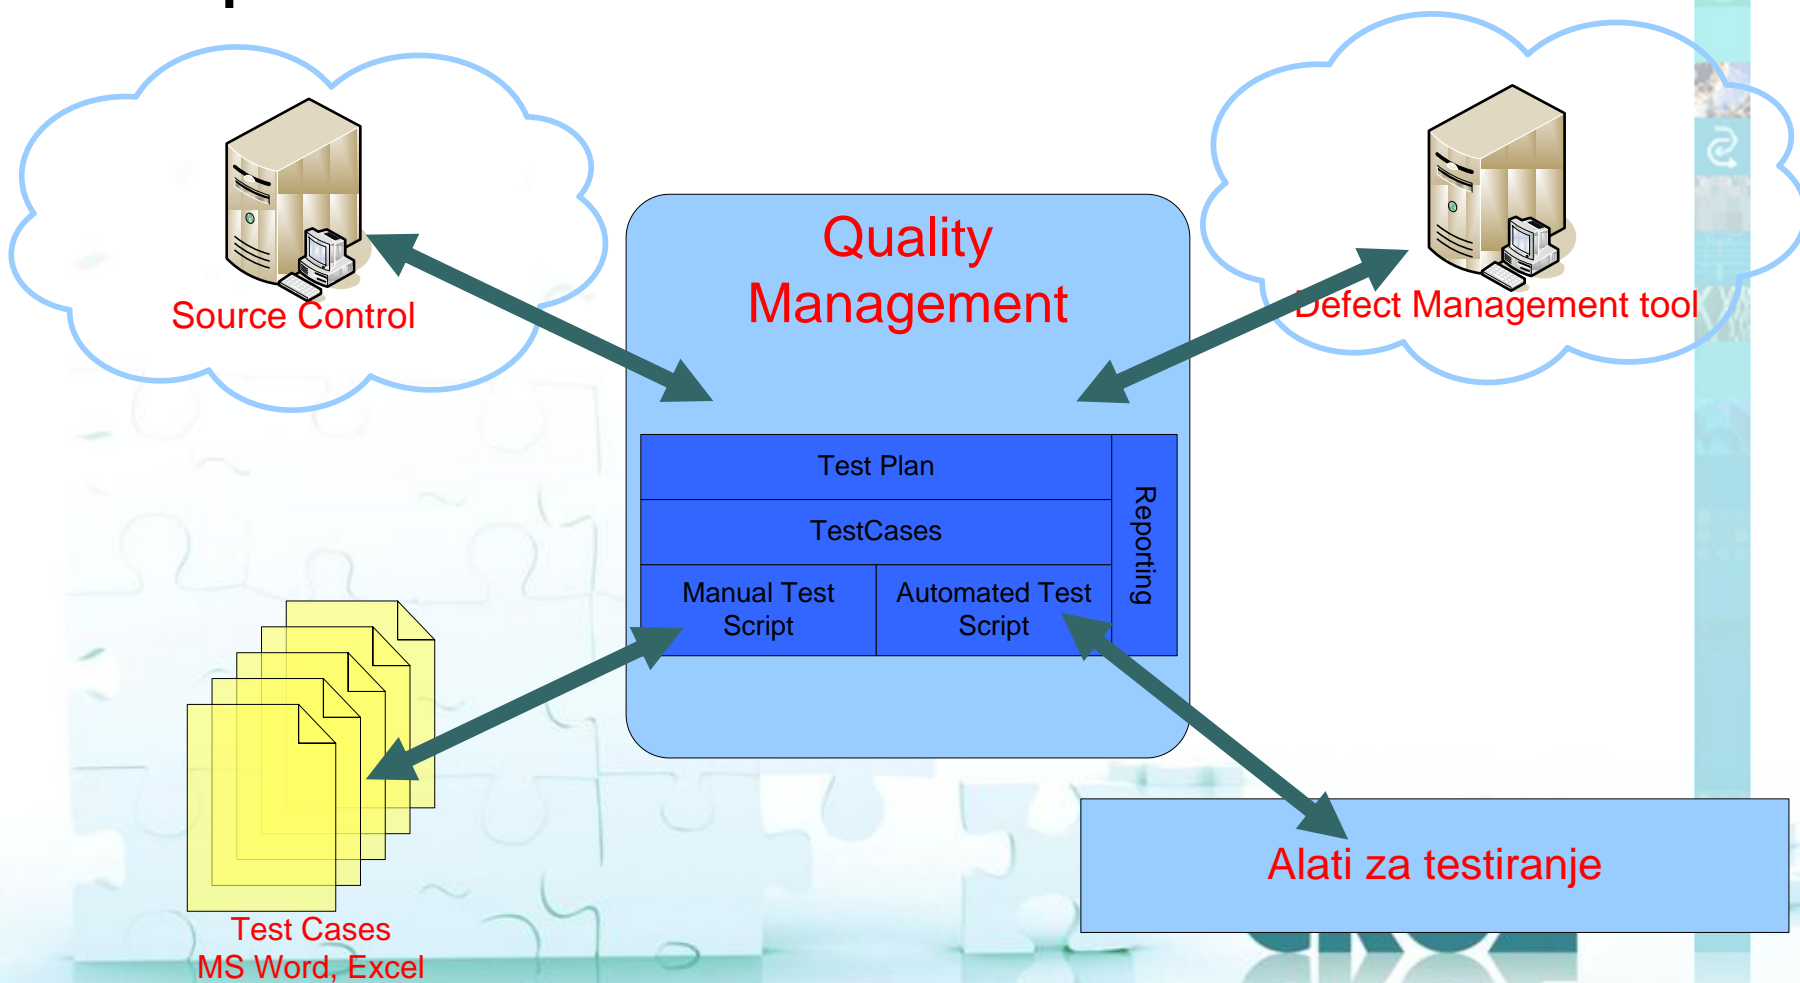 Quality
Management
Source Control
Defect Management tool
Test Plan
TestCases
Reporting
Manual Test
Script
Automated Test
Script
Alati za testiranje
Test Cases
MS Word, Excel